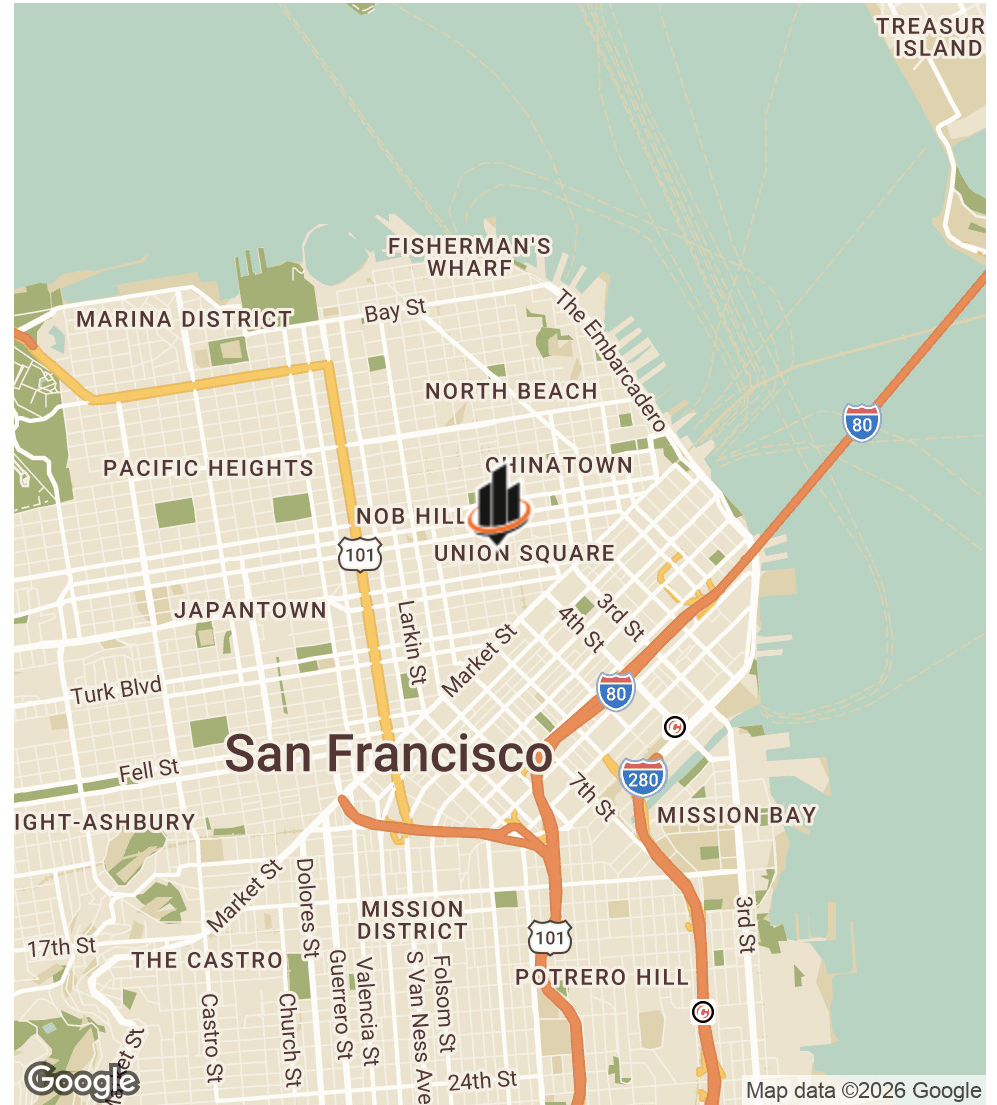 TREASUR
ISLAND
FISHERMAN'S
WHARF
Bay St
The Embarcadero
MARINA DISTRICT
NORTH BEACH
80
PACIFIC HEIGHTS
CHINATOWN
NOB HILL
101
UNION SQUARE
JAPANTOWN
Larkin St
Market St
4th St
3rd St
Turk Blvd
80
San Francisco
Fell St
280
7th St
IGHT-ASHBURY
MISSION BAY
Market St
Dolores St
MISSION
DISTRICT
3rd St
17th St
THE CASTRO
101
POTRERO HILL
Castro St
Church St
Guerrero St
Valencia St
S Van Ness Ave
Folsom St
24th St
Market St
Google
Map data ©2026 Google